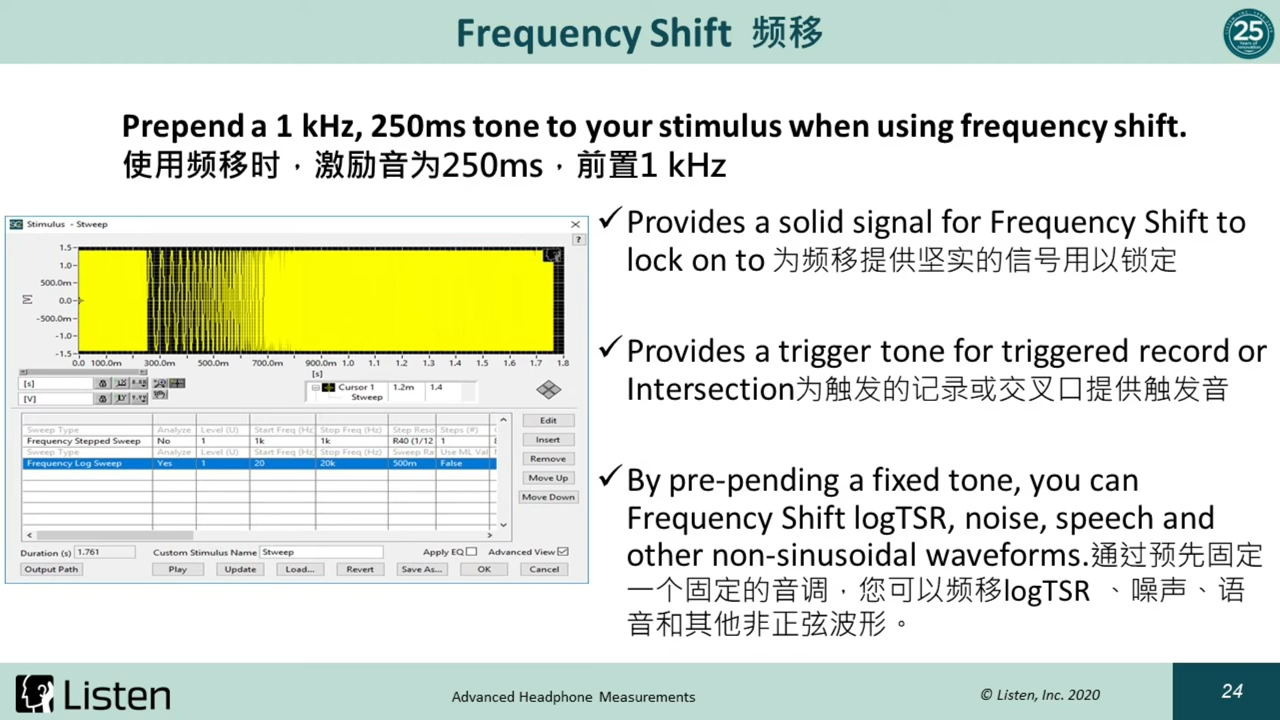 Frequency Shift 频移
25
Years of Innovation
Prepend a 1 kHz, 250ms tone to your stimulus when using frequency shift.
使用频移时，激励音为250ms，前置1 kHz
Stimulus - Stweep
?
1.5
1.0
500.0m
0.0
-500.0m
-1.0
-1.5
[V]
0.0 100.0m 300.0m 500.0m 700.0m 900.0m 1.0 1.1 1.2 1.3 1.4 1.5 1.6 1.7 1.8
[s]
[s]
[V]
Cursor 1 1.2m 1.4
Stweep
Sweep Type Analyze Level (U) Start Freq (Hz) Stop Freq (Hz) Step Reso Steps (#)
Frequency Stepped Sweep No 1 1k 1k R40 (1/12 1
Sweep Type Analyze Level (U) Start Freq (Hz) Stop Freq (Hz) Sweep Ra Use ML Val
Frequency Log Sweep Yes 1 20 20k 500m False
Edit
Insert
Remove
Move Up
Move Down
Duration (s) 1.761 Custom Stimulus Name Stweep Apply EQ Advanced View
Output Path Play Update Load... Revert Save As... OK Cancel
✓Provides a solid signal for Frequency Shift to
lock on to 为频移提供坚实的信号用以锁定
✓Provides a trigger tone for triggered record or
Intersection为触发的记录或交叉口提供触发音
✓By pre-pending a fixed tone, you can
Frequency Shift logTSR, noise, speech and
other non-sinusoidal waveforms.通过预先固定
一个固定的音调，您可以频移logTSR 、噪声、语
音和其他非正弦波形。
Listen
Advanced Headphone Measurements
© Listen, Inc. 2020
24